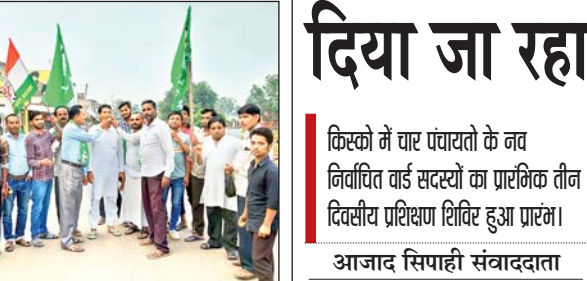 दिया जा रहा
किस्को में चार पंचायतो के नव
निर्वाचित वार्ड सदस्यों का प्रारंभिक तीन
दिवसीय प्रशिक्षण शिविर हुआ प्रारंभ।
आजाद सिपाही संवाददाता